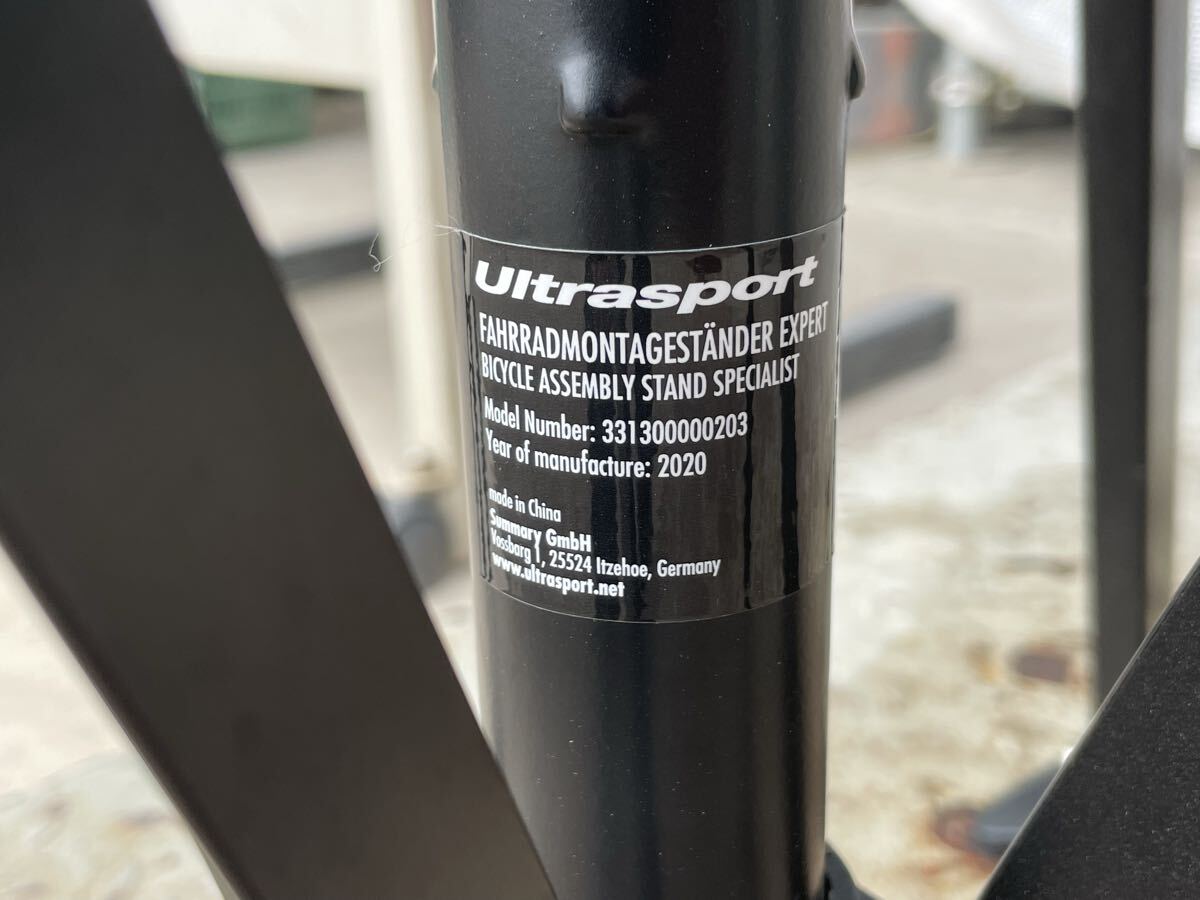 Ultrasport
FAHRRADMONTAGESTÄNDER EXPERT
BICYCLE ASSEMBLY STAND SPECIALIST
Model Number: 331300000203
Year of manufacture: 2020
made in China
Summary GmbH
Vossbarg 1, 25524 Itzehoe, Germany
www.ultrasport.net